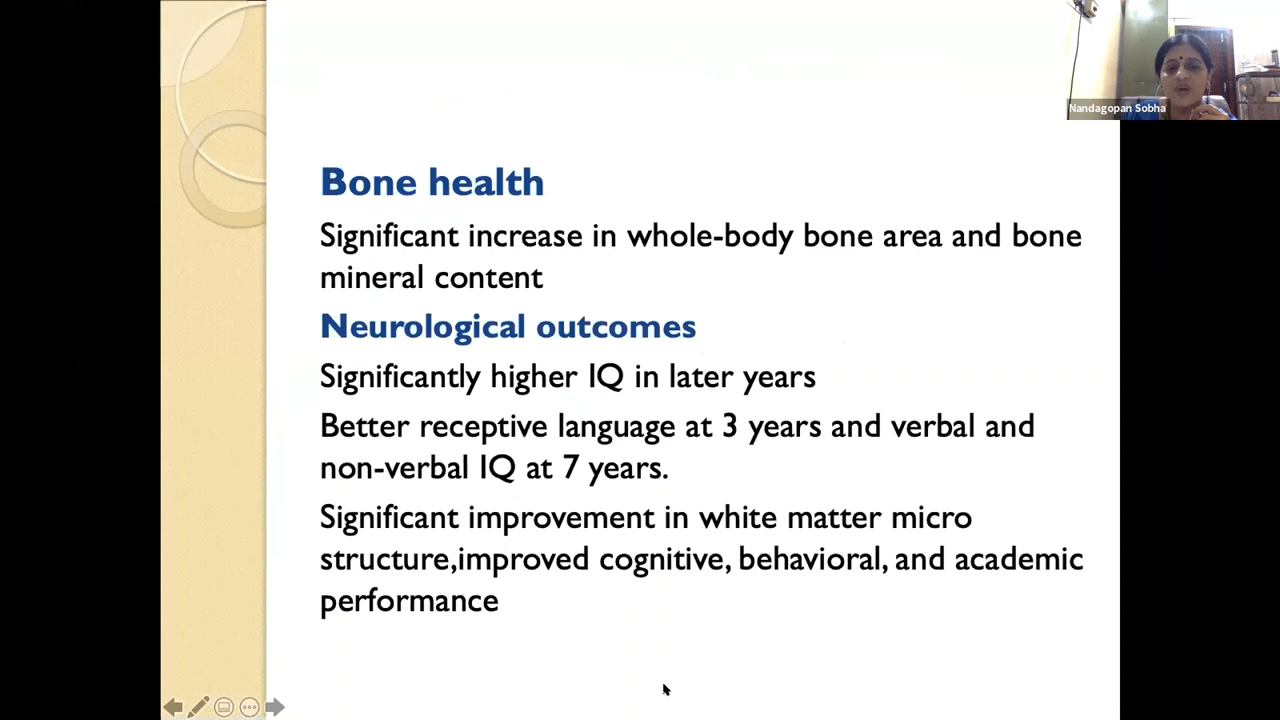 Nandagopan Sobha
Bone health
Significant increase in whole-body bone area and bone
mineral content
Neurological outcomes
Significantly higher IQ in later years
Better receptive language at 3 years and verbal and
non-verbal IQ at 7 years.
Significant improvement in white matter micro
structure,improved cognitive, behavioral, and academic
performance